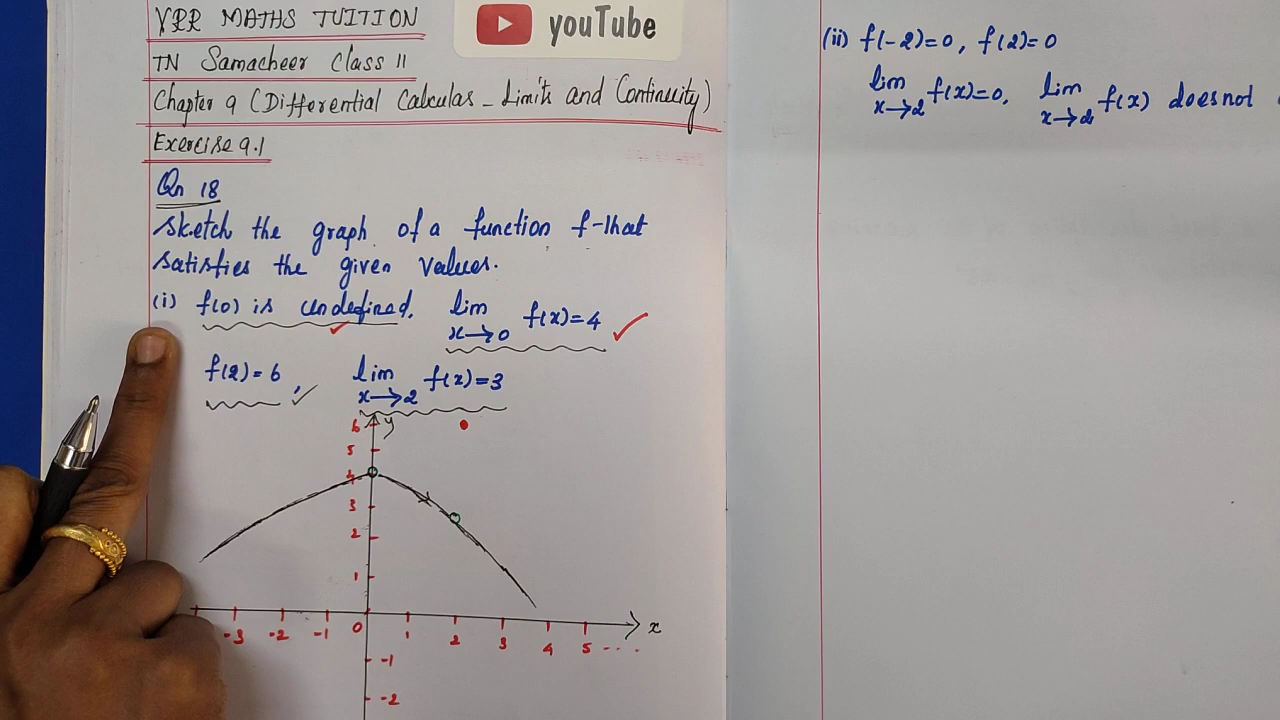 VRR MATHS TUITION
TN Samacheer Class 11
Chapter 9 (Differential Calculas - Limits and Continuity)
Exercise 9.1
Qn 18
Sketch the graph of a function f that
satisfies the given values.
(i) f(0) is undefined, lim x→0 f(x)=4
f(2)=6, lim x→2 f(x)=3
y
6
5
4
3
2
1
-3 -2 -1 0 1 2 3 4 5 .... x
-1
-2
YouTube
(ii) f(-2)=0, f(2)=0
lim x→2 f(x)=0. lim f(x) does not